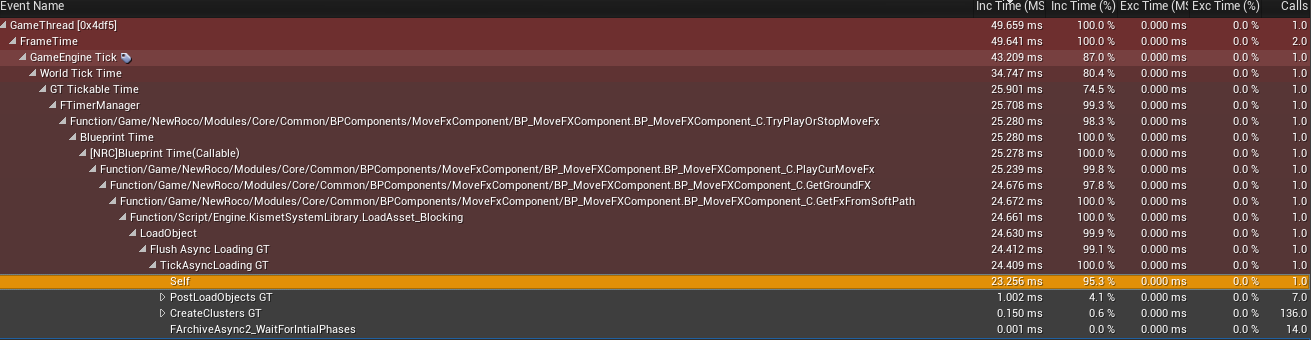 Event Name Inc Time (MS Inc Time (%) Exc Time (MS Exc Time (%) Calls
GameThread [0x4df5] 49.659 ms 100.0 % 0.000 ms 0.0 % 1.0
FrameTime 49.641 ms 100.0 % 0.000 ms 0.0 % 2.0
GameEngine Tick 43.209 ms 87.0 % 0.000 ms 0.0 % 1.0
World Tick Time 34.747 ms 80.4 % 0.000 ms 0.0 % 1.0
GT Tickable Time 25.901 ms 74.5 % 0.000 ms 0.0 % 1.0
FTimerManager 25.708 ms 99.3 % 0.000 ms 0.0 % 1.0
Function/Game/NewRoco/Modules/Core/Common/BPComponents/MoveFxComponent/BP_MoveFXComponent.BP_MoveFXComponent_C.TryPlayOrStopMoveFx 25.280 ms 98.3 % 0.000 ms 0.0 % 1.0
Blueprint Time 25.280 ms 100.0 % 0.000 ms 0.0 % 1.0
[NRC]Blueprint Time(Callable) 25.278 ms 100.0 % 0.000 ms 0.0 % 1.0
Function/Game/NewRoco/Modules/Core/Common/BPComponents/MoveFxComponent/BP_MoveFXComponent.BP_MoveFXComponent_C.PlayCurMoveFx 25.239 ms 99.8 % 0.000 ms 0.0 % 1.0
Function/Game/NewRoco/Modules/Core/Common/BPComponents/MoveFxComponent/BP_MoveFXComponent.BP_MoveFXComponent_C.GetGroundFX 24.676 ms 97.8 % 0.000 ms 0.0 % 1.0
Function/Game/NewRoco/Modules/Core/Common/BPComponents/MoveFxComponent/BP_MoveFXComponent.BP_MoveFXComponent_C.GetFxFromSoftPath 24.672 ms 100.0 % 0.000 ms 0.0 % 1.0
Function/Script/Engine.KismetSystemLibrary.LoadAsset_Blocking 24.661 ms 100.0 % 0.000 ms 0.0 % 1.0
LoadObject 24.630 ms 99.9 % 0.000 ms 0.0 % 1.0
Flush Async Loading GT 24.412 ms 99.1 % 0.000 ms 0.0 % 1.0
TickAsyncLoading GT 24.409 ms 100.0 % 0.000 ms 0.0 % 1.0
Self 23.256 ms 95.3 % 0.000 ms 0.0 % 1.0
PostLoadObjects GT 1.002 ms 4.1 % 0.000 ms 0.0 % 7.0
CreateClusters GT 0.150 ms 0.6 % 0.000 ms 0.0 % 136.0
FArchiveAsync2_WaitForIntialPhases 0.001 ms 0.0 % 0.000 ms 0.0 % 14.0